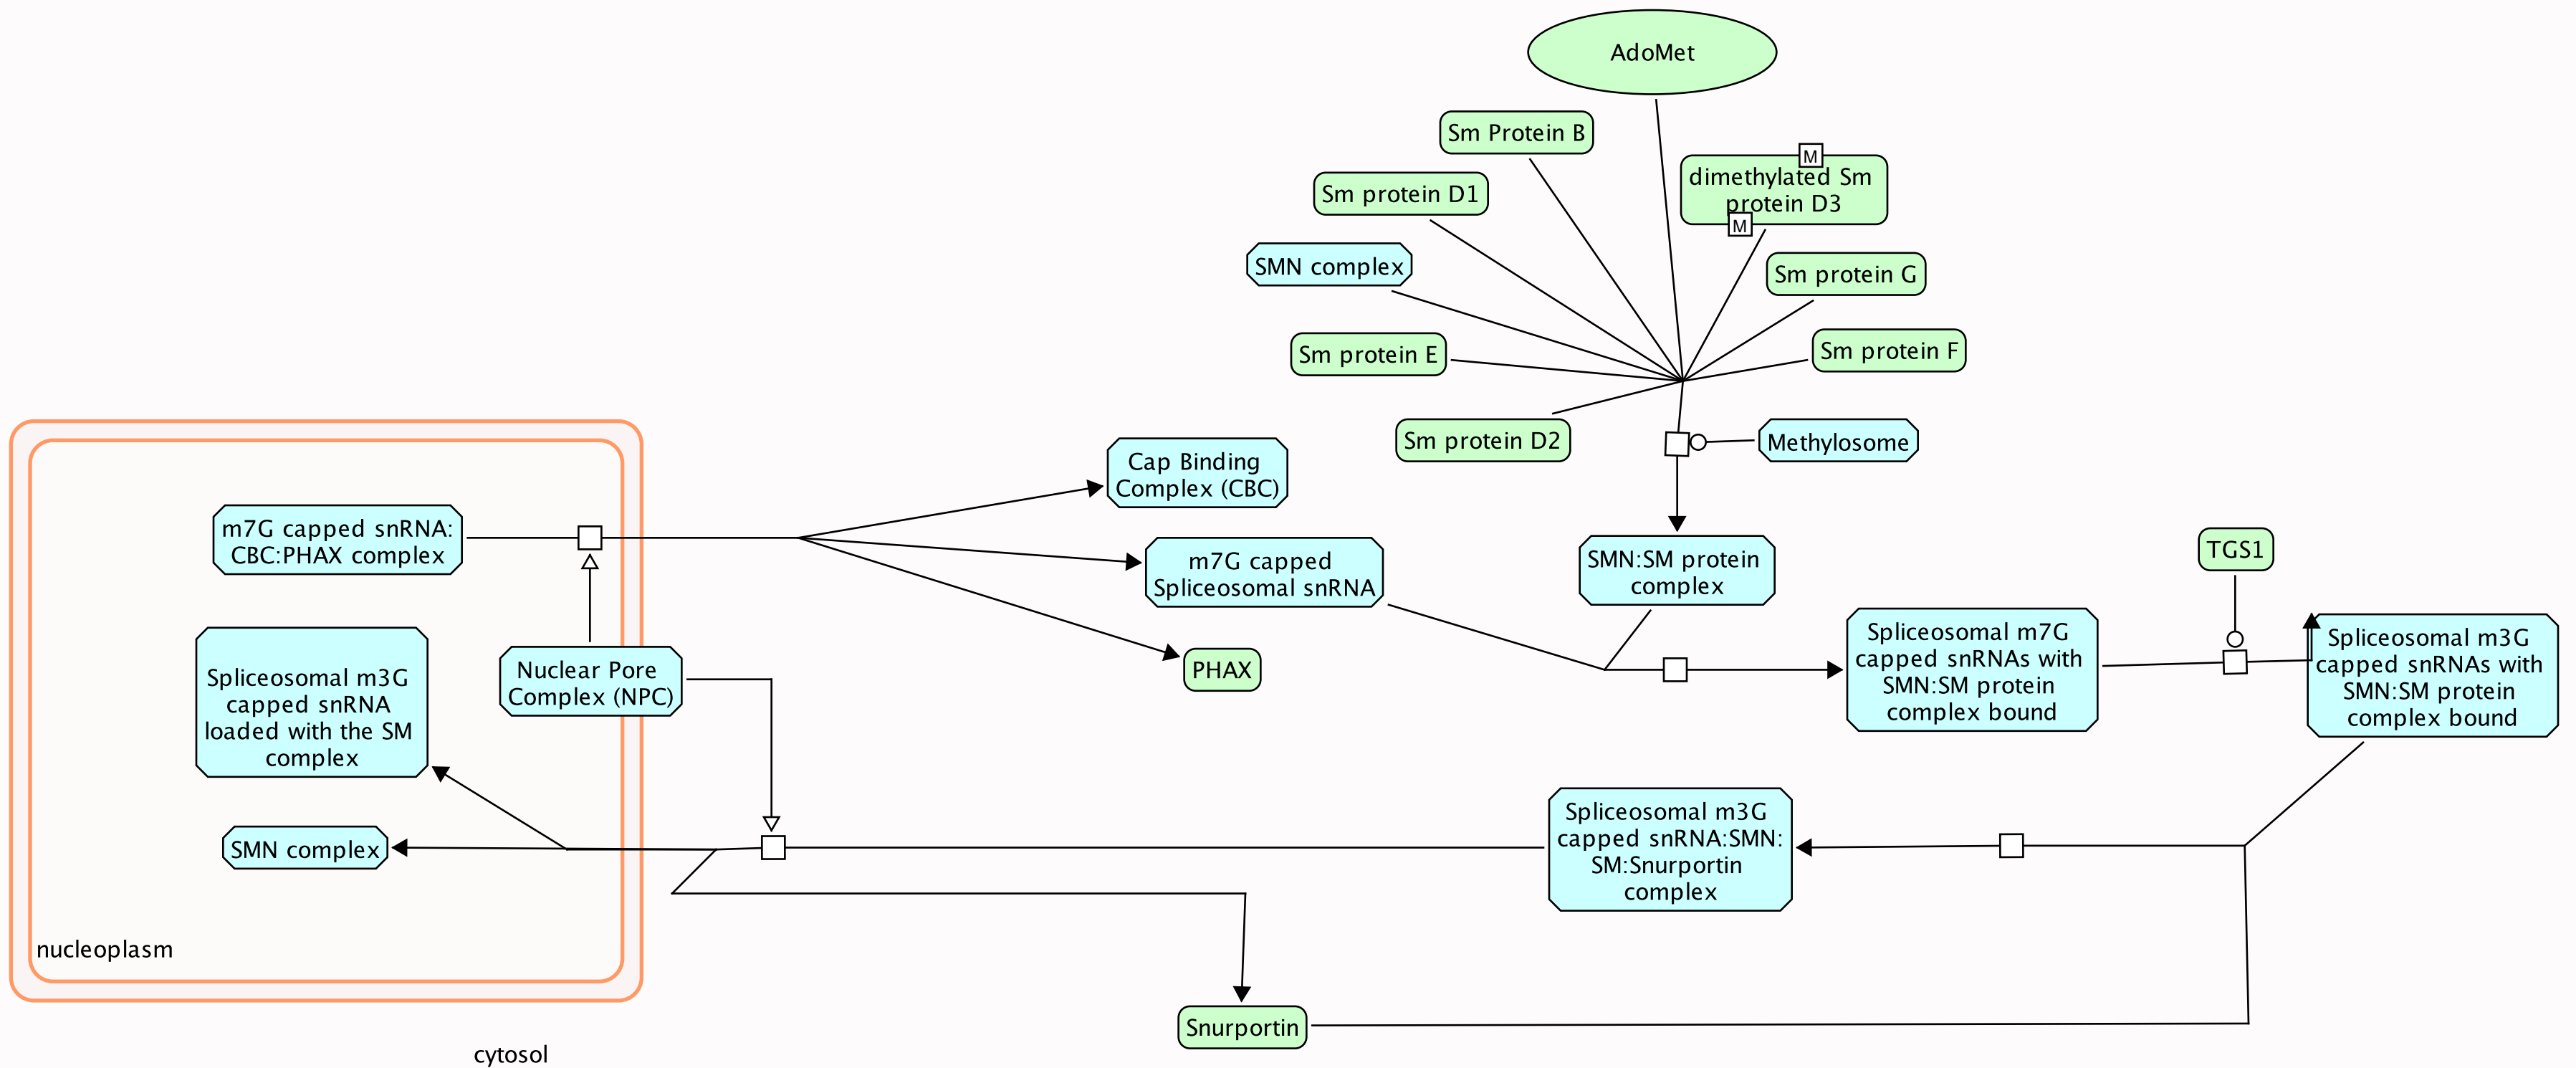 AdoMet
Sm Protein B
M
dimethylated Sm
protein D3
M
Sm protein D1
SMN complex
Sm protein G
Sm protein E
Sm protein F
Sm protein D2
Methylosome
Cap Binding
Complex (CBC)
m7G capped snRNA:
CBC:PHAX complex
m7G capped
Spliceosomal snRNA
SMN:SM protein
complex
TGS1
Spliceosomal m7G
capped snRNAs with
SMN:SM protein
complex bound
Spliceosomal m3G
capped snRNAs with
SMN:SM protein
complex bound
PHAX
Nuclear Pore
Complex (NPC)
Spliceosomal m3G
capped snRNA
loaded with the SM
complex
SMN complex
Spliceosomal m3G
capped snRNA:SMN:
SM:Snurportin
complex
nucleoplasm
Snurportin
cytosol